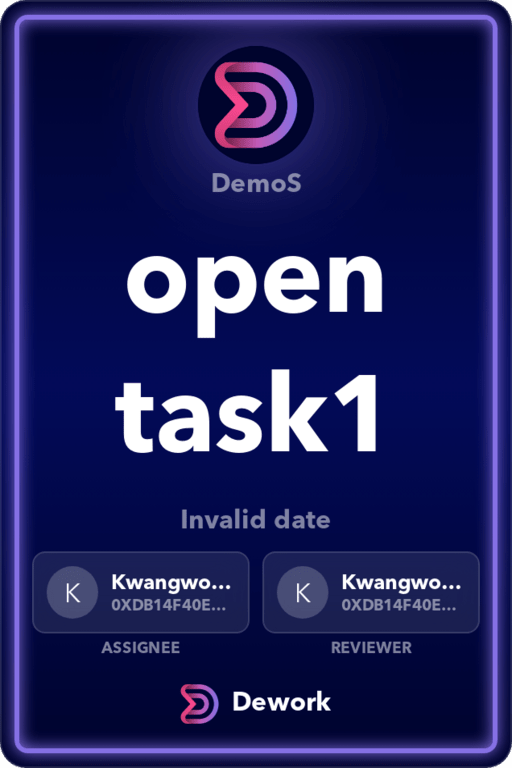 DemoS
open
task1
Invalid date
K
Kwangwo...
0XDB14F40E...
K
Kwangwo...
0XDB14F40E...
ASSIGNEE
REVIEWER
Dework